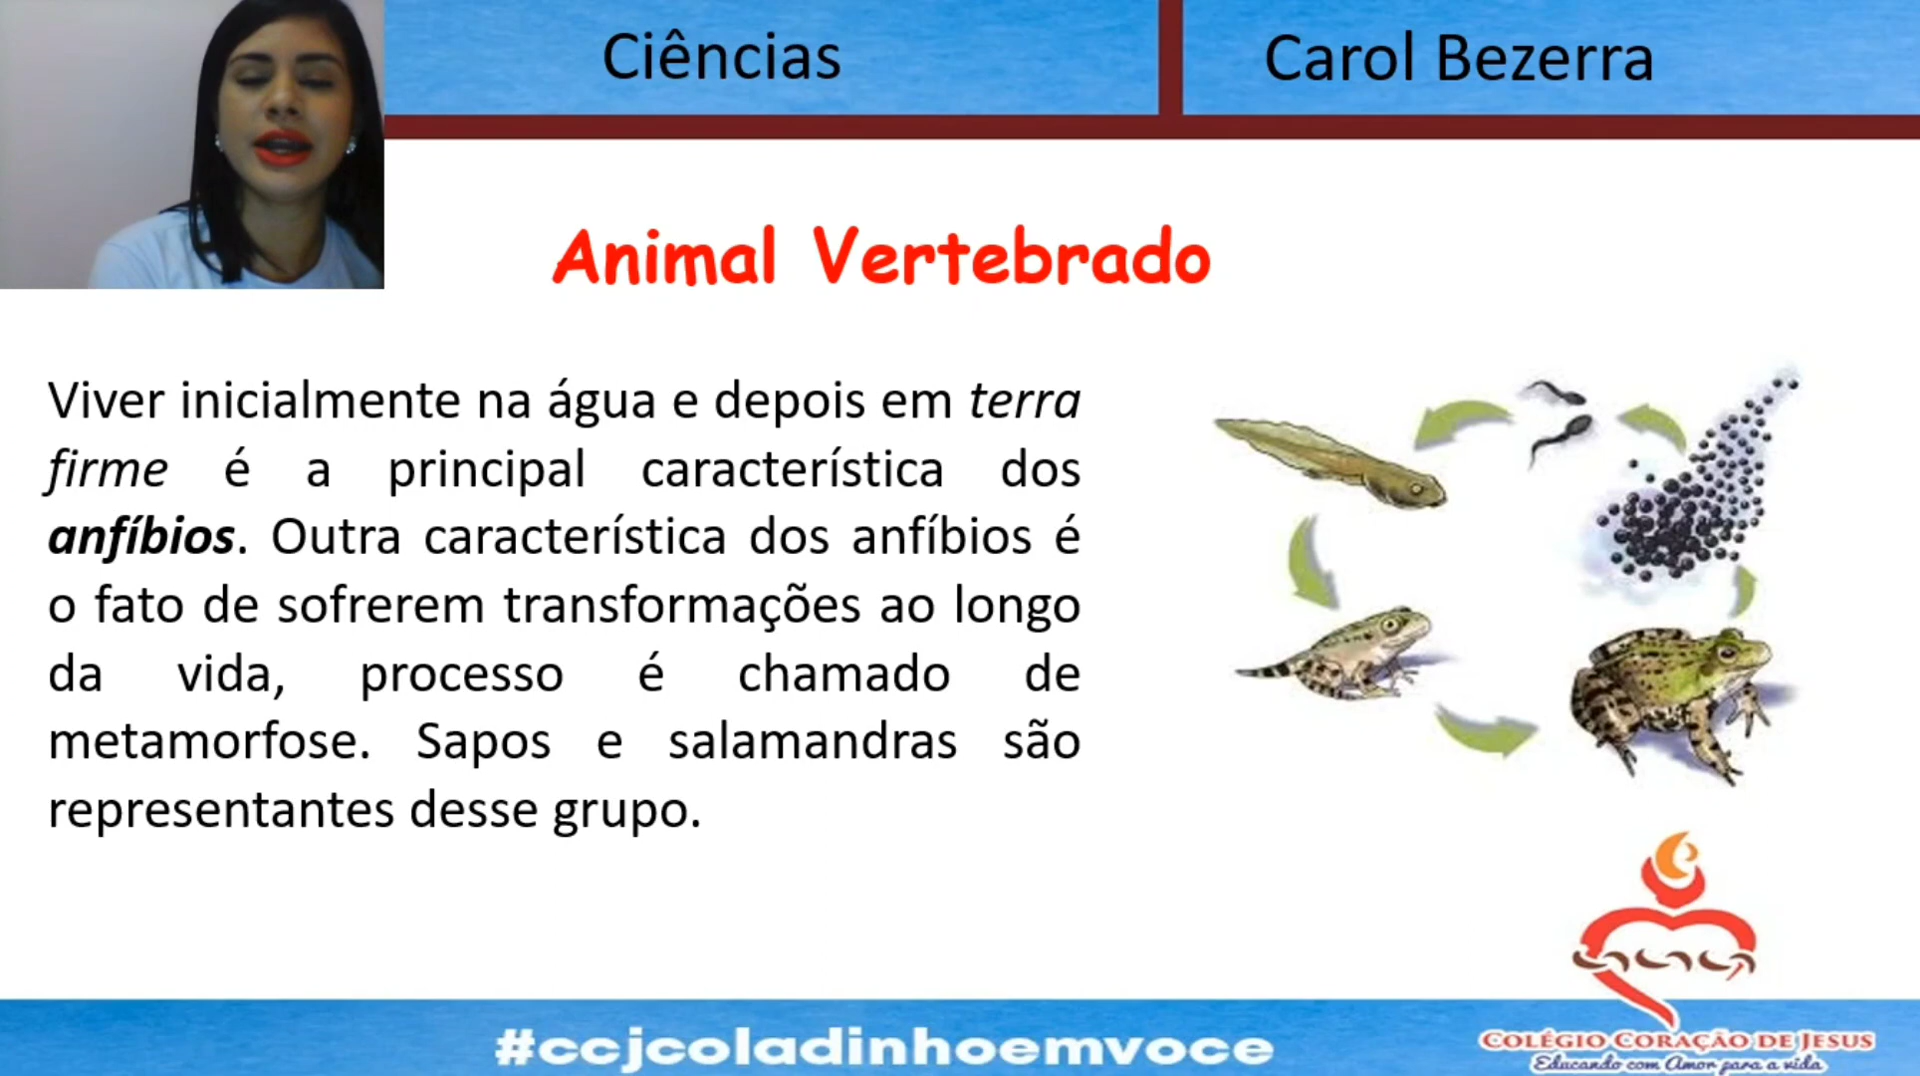 Ciências
Carol Bezerra
Animal Vertebrado
Viver inicialmente na água e depois em terra
firme é a principal característica dos
anfíbios. Outra característica dos anfíbios é
o fato de sofrerem transformações ao longo
da vida, processo é chamado de
metamorfose. Sapos e salamandras são
representantes desse grupo.
#ccjcoladinhoemvoce
COLÉGIO CORAÇÃO DE JESUS
Educando com Amor para a vida